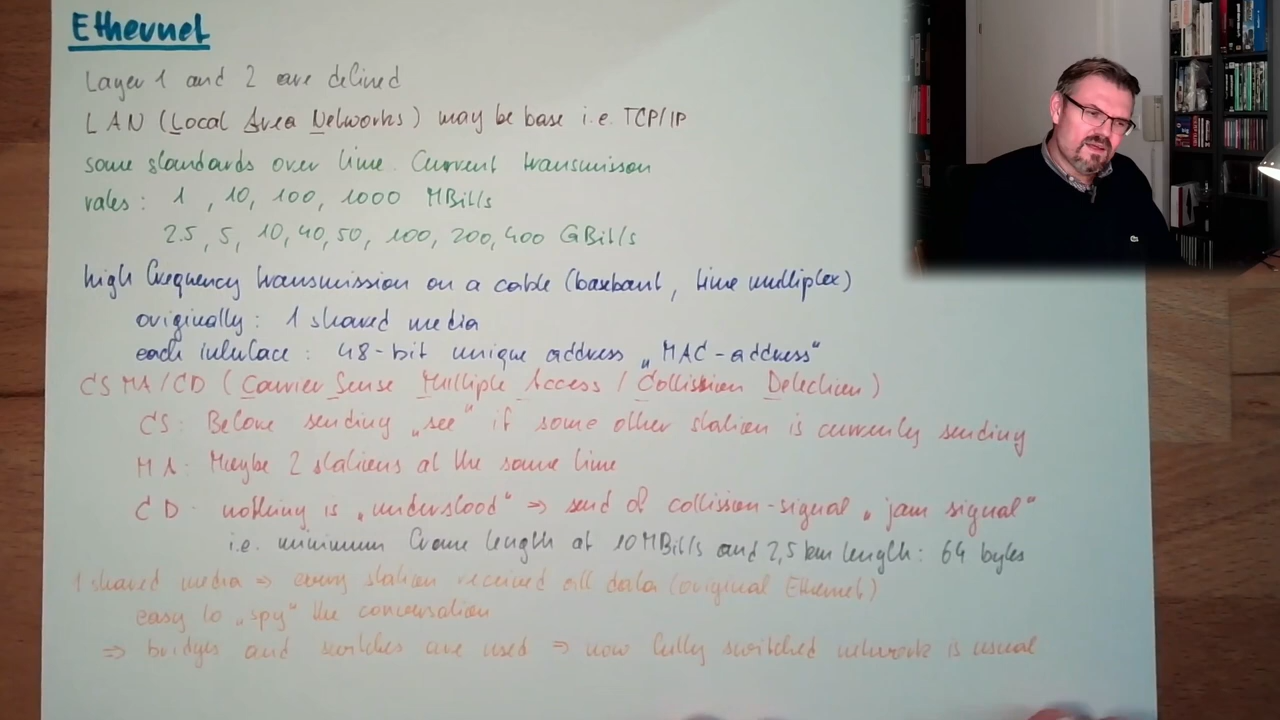 Ethernet
Layer 1 and 2 are defined
LAN (Local Area Networks) may be base i.e. TCP/IP
some standards over time. Current transmisson
rates: 1, 10, 100, 1000 MBit/s
2.5, 5, 10, 40, 50, 100, 200, 400 GBit/s
high frequency transmission on a cable (baseband, time multiplex)
originally: 1 shared media
each interface: 48-bit unique address „MAC-address“
CSMA/CD (Carrier Sense Multiple Access / Collission Detection)
CS: Before sending „see“ if some other station is currenly sending
MA: Maybe 2 stations at the same time
CD: nothing is „understood“ ⇒ send of collission-signal „jam signal“
i.e. minimum frame length at 10MBit/s and 2,5 km length: 64 bytes
1 shared media ⇒ every station received all data (original Ethernet)
easy to „spy“ the conversation
⇒ bridges and switches are used ⇒ now fully switched network is usual